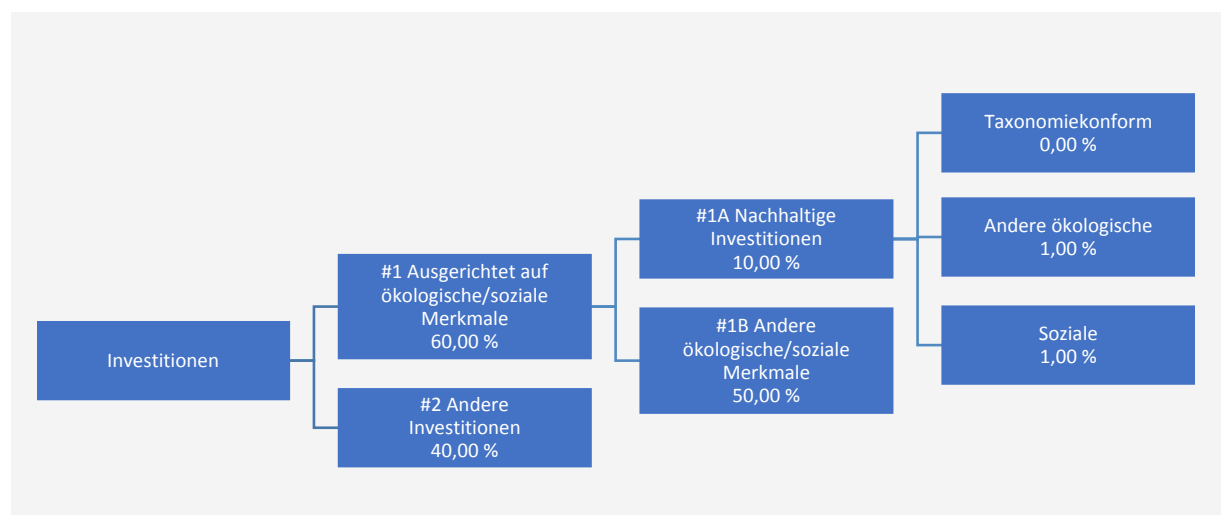 Investitionen
#1 Ausgerichtet auf
ökologische/soziale
Merkmale
60,00 %
#2 Andere
Investitionen
40,00 %
#1A Nachhaltige
Investitionen
10,00 %
#1B Andere
ökologische/soziale
Merkmale
50,00 %
Taxonomiekonform
0,00 %
Andere ökologische
1,00 %
Soziale
1,00 %